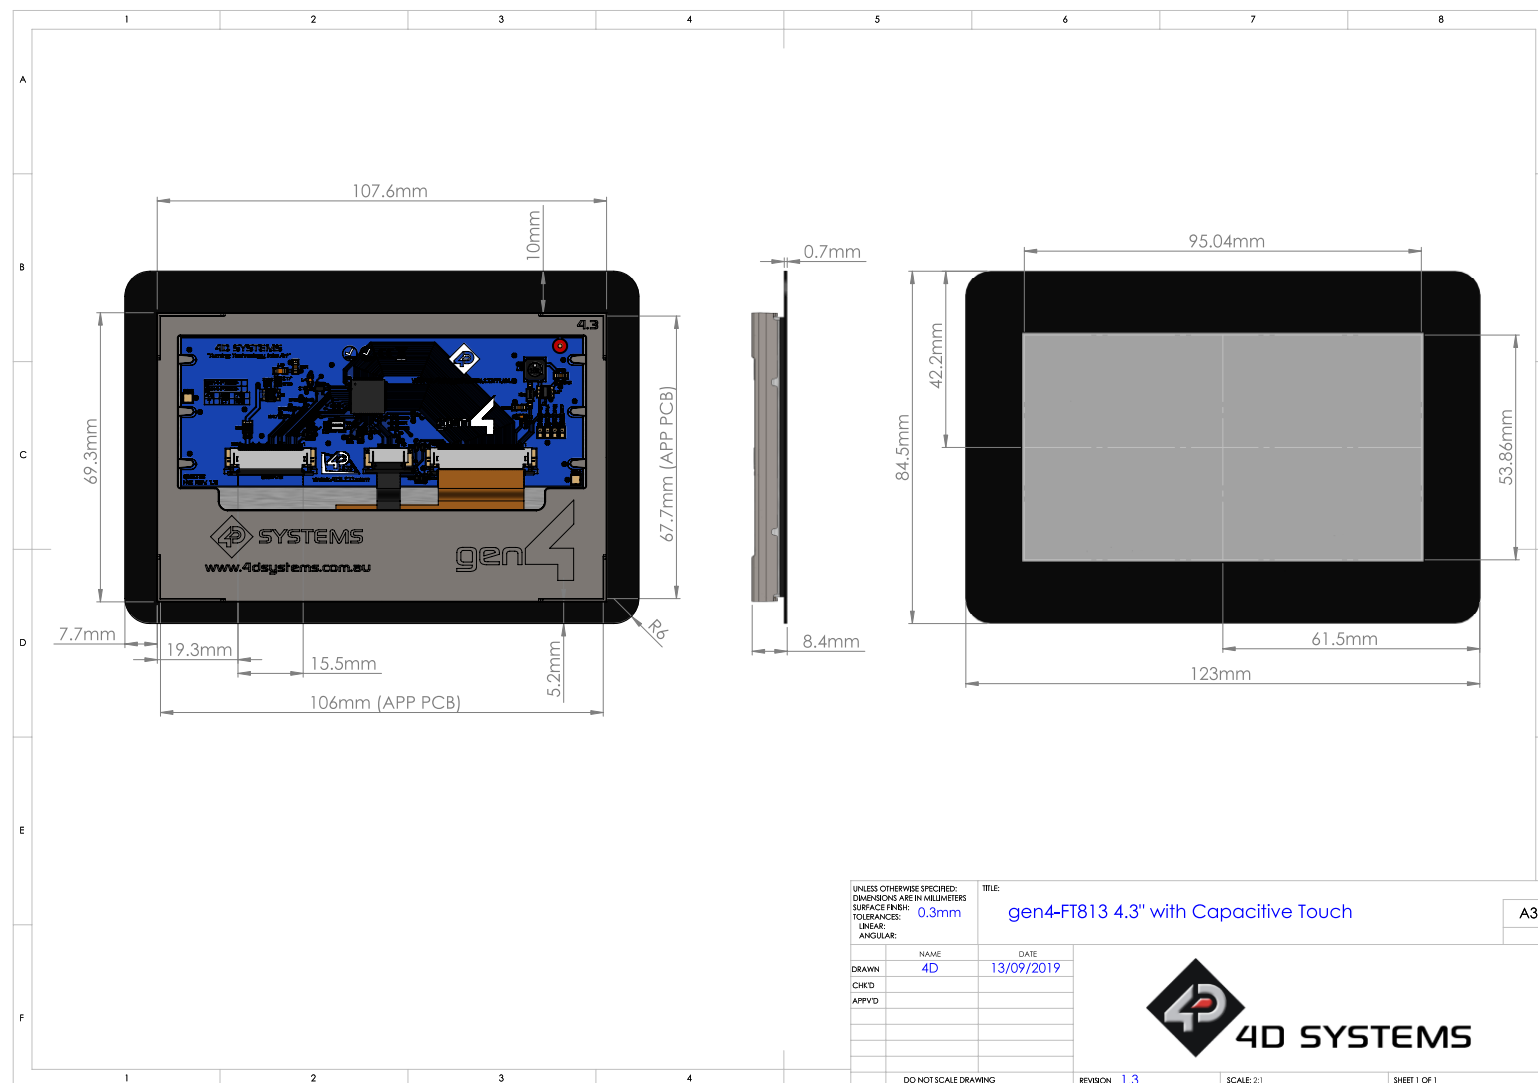 1 2 3 4 5 6 7 8
A
B
C
D
E
F
107.6mm
10mm
4.3
4D SYSTEMS
"Turning Technology into Art"
69.3mm
67.7mm (APP PCB)
SYSTEMS
www.4dsystems.com.au
gen4
7.7mm
19.3mm
15.5mm
5.2mm
R6
106mm (APP PCB)
0.7mm
8.4mm
95.04mm
42.2mm
84.5mm
53.86mm
61.5mm
123mm
UNLESS OTHERWISE SPECIFIED:
DIMENSIONS ARE IN MILLIMETERS
SURFACE FINISH:
TOLERANCES: 0.3mm
LINEAR:
ANGULAR:
TITLE:
gen4-FT813 4.3" with Capacitive Touch
A3
NAME DATE
DRAWN 4D 13/09/2019
CHK'D
APPV'D
4D SYSTEMS
DO NOT SCALE DRAWING
REVISION 1.3
SCALE: 2:1
SHEET 1 OF 1
1 2 3 4